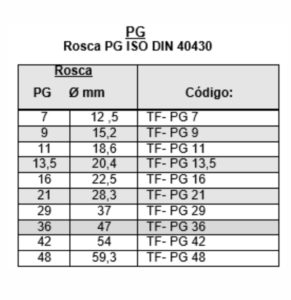 PG
Rosca PG ISO DIN 40430
Rosca
PG Ø mm Código:
7 12 ,5 TF- PG 7
9 15,2 TF- PG 9
11 18,6 TF- PG 11
13,5 20,4 TF- PG 13,5
16 22,5 TF- PG 16
21 28,3 TF- PG 21
29 37 TF- PG 29
36 47 TF- PG 36
42 54 TF- PG 42
48 59,3 TF- PG 48